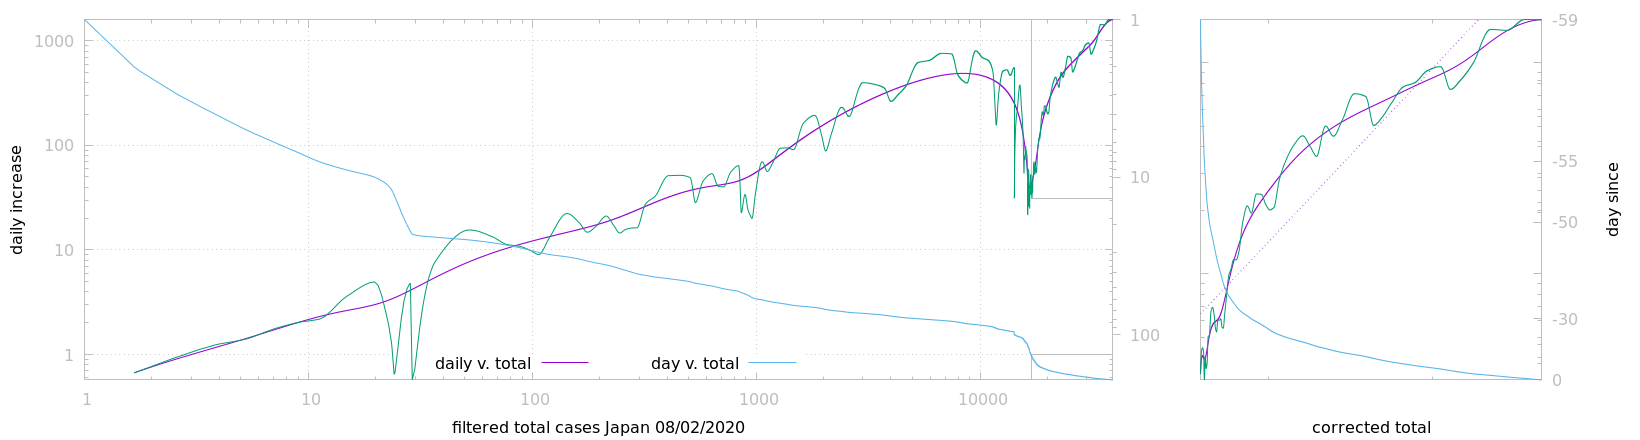 daily increase
1000
100
10
1
1
10
100
1000
10000
filtered total cases Japan 08/02/2020
daily v. total
day v. total
1
10
100
-59
-55
-50
-30
0
day since
corrected total